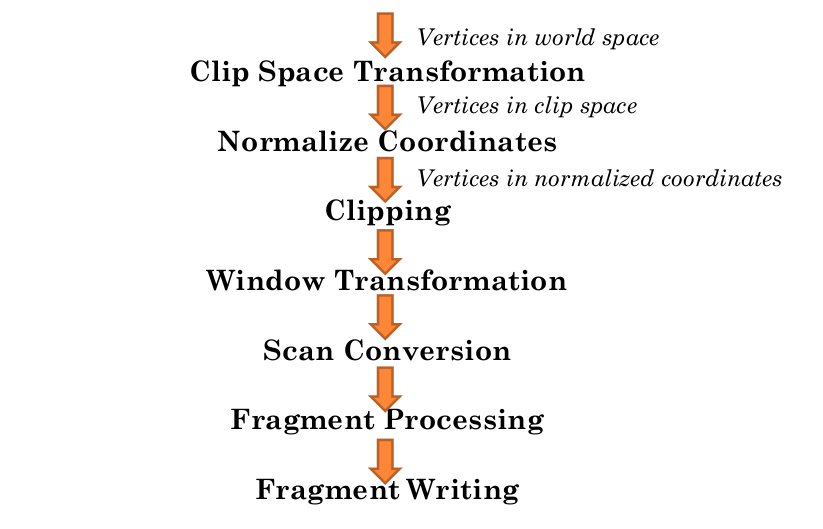 Vertices in world space
Clip Space Transformation
Vertices in clip space
Normalize Coordinates
Vertices in normalized coordinates
Clipping
Window Transformation
Scan Conversion
Fragment Processing
Fragment Writing